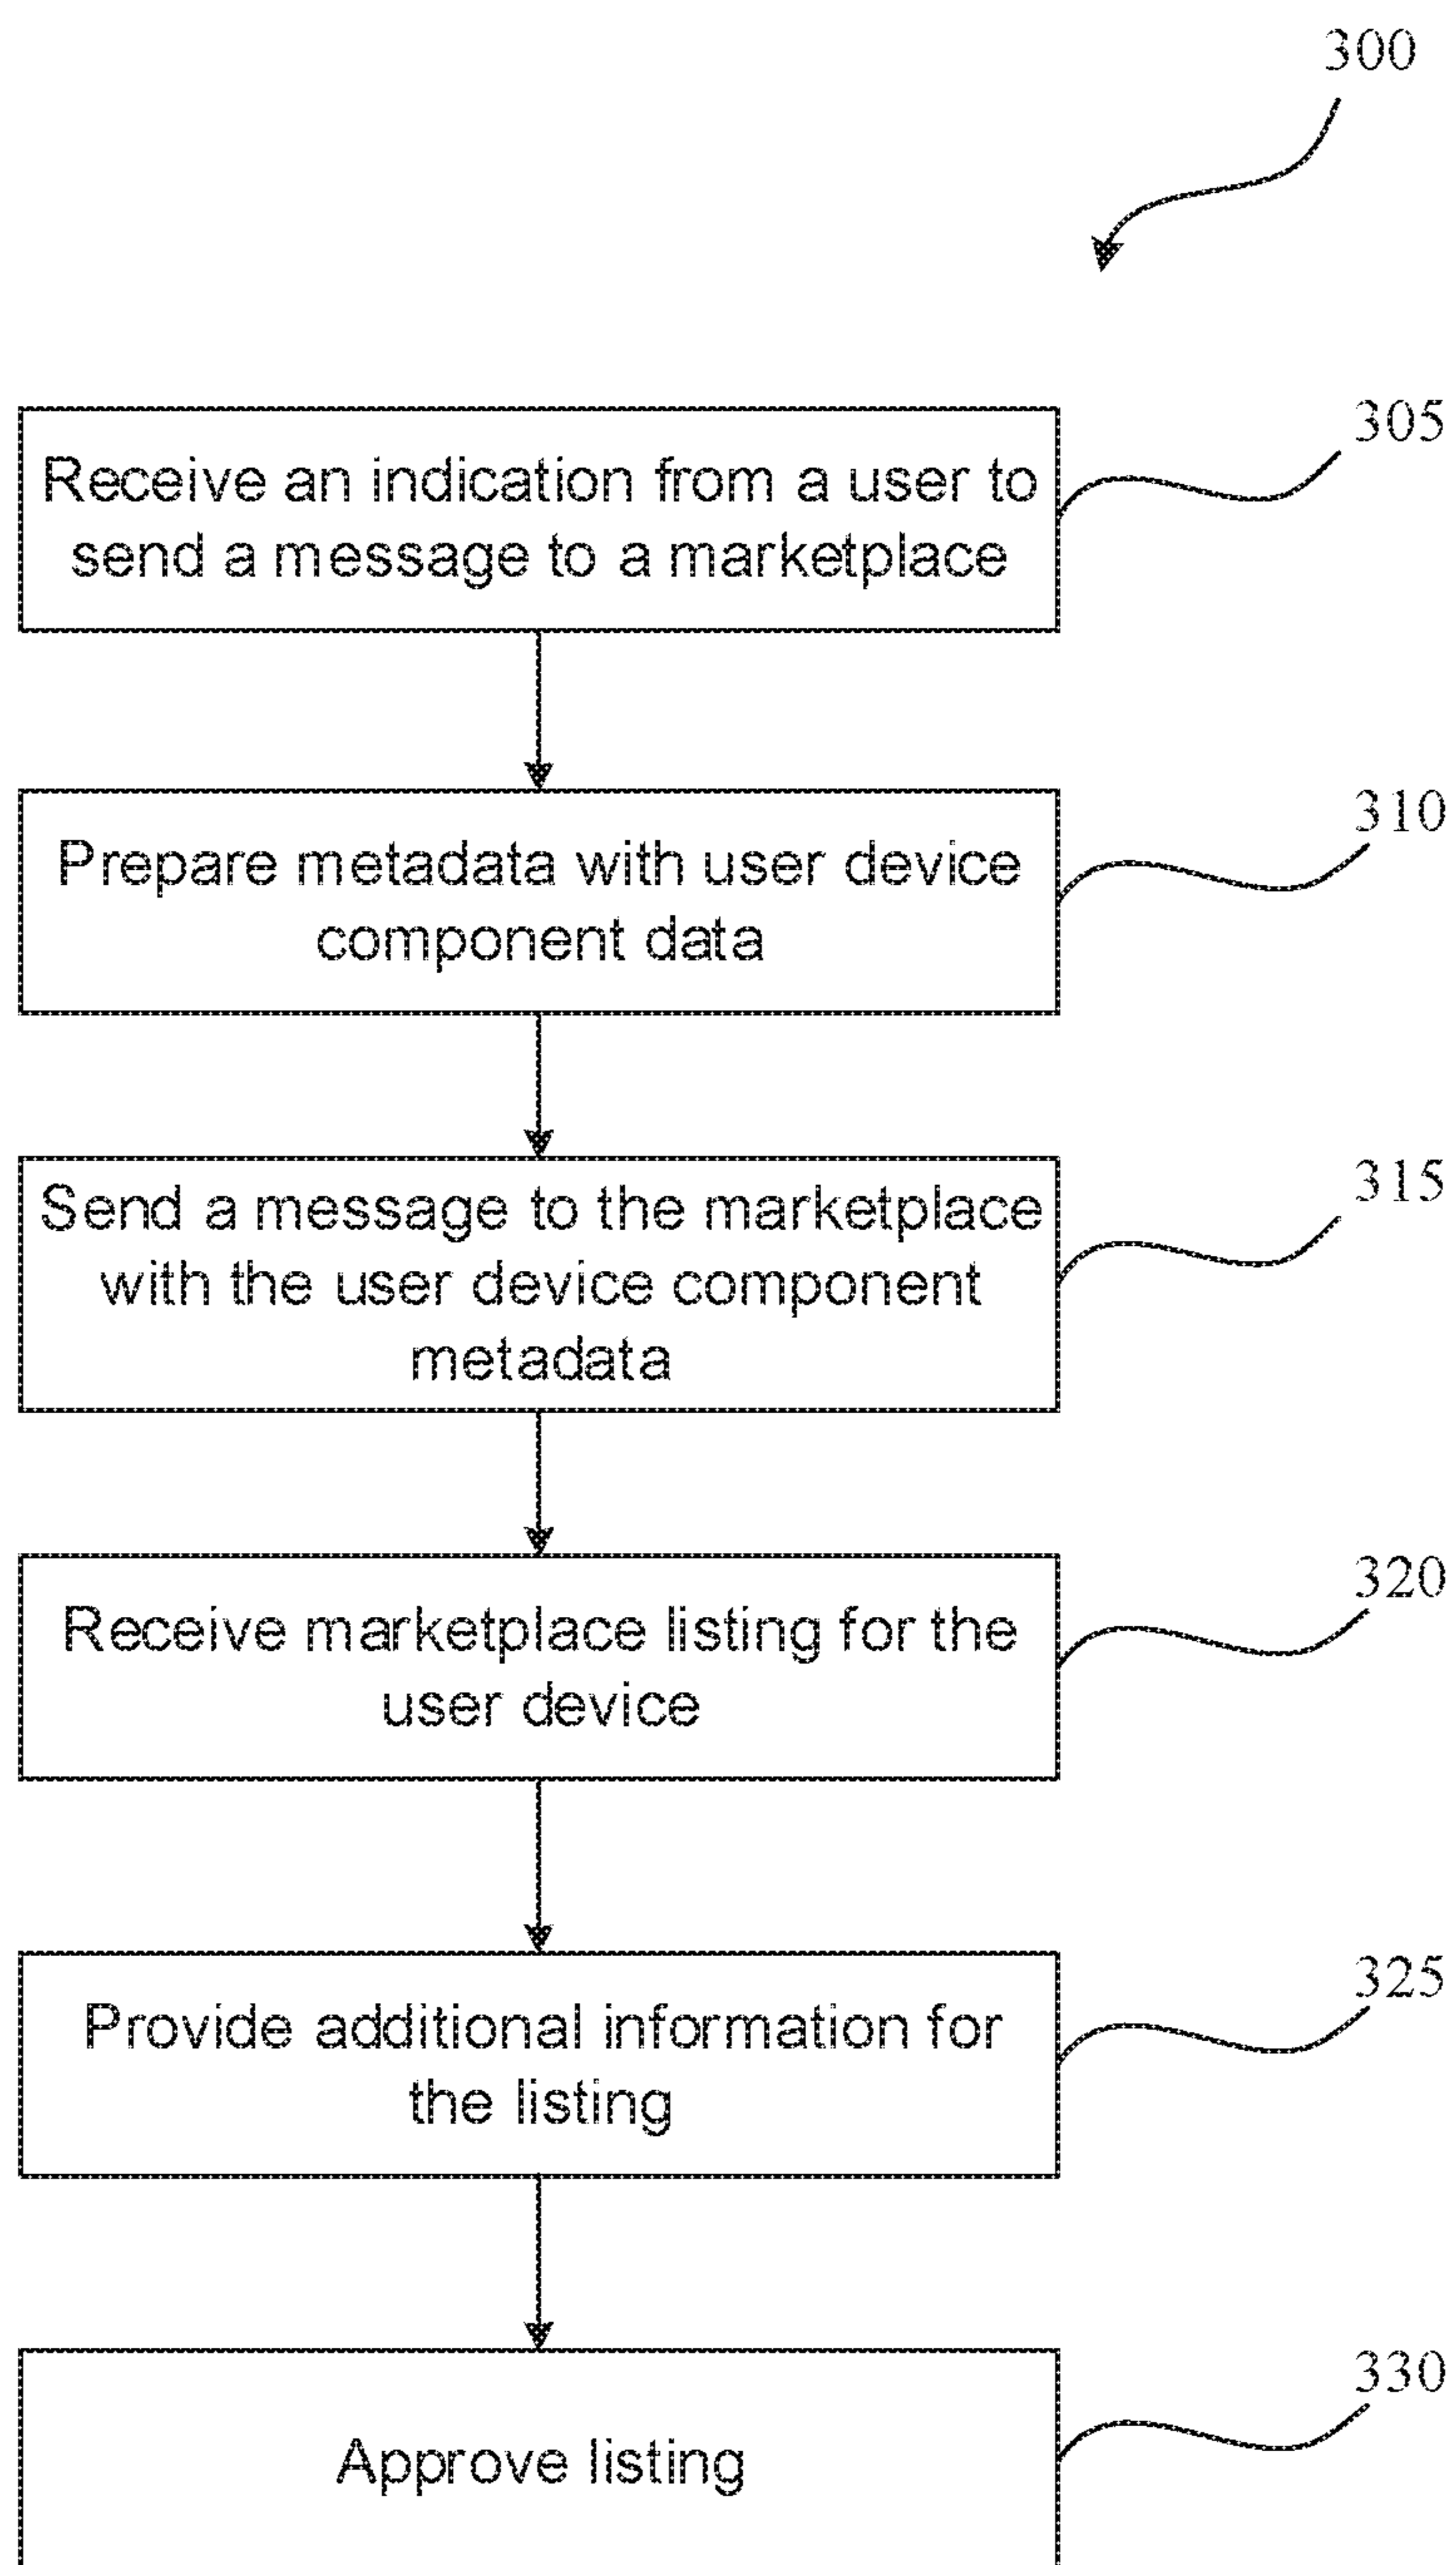 300
305
Receive an indication from a user to
send a message to a marketplace
310
Prepare metadata with user device
component data
315
Send a message to the marketplace
with the user device component
metadata
320
Receive marketplace listing for the
user device
325
Provide additional information for
the listing
330
Approve listing